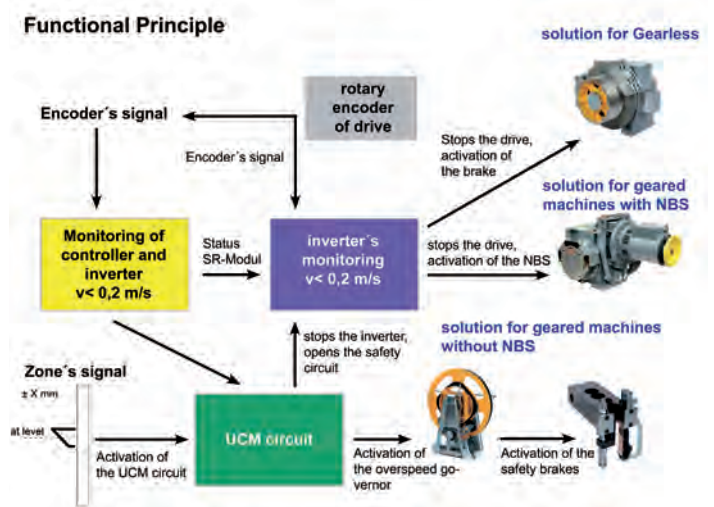 Functional Principle
solution for Gearless
rotary
encoder
of drive
Encoder´s signal
Encoder´s signal
Stops the drive,
activation of
the brake
solution for geared
machines with NBS
Monitoring of
controller and
inverter
v< 0,2 m/s
Status
SR-Modul
inverter´s
monitoring
v< 0,2 m/s
stops the drive,
activation of the NBS
stops the inverter,
opens the safety
circuit
solution for geared machines
without NBS
Zone´s signal
± X mm
at level
Activation of
the UCM circuit
UCM circuit
Activation of
the overspeed go-
vernor
Activation of the
safety brakes